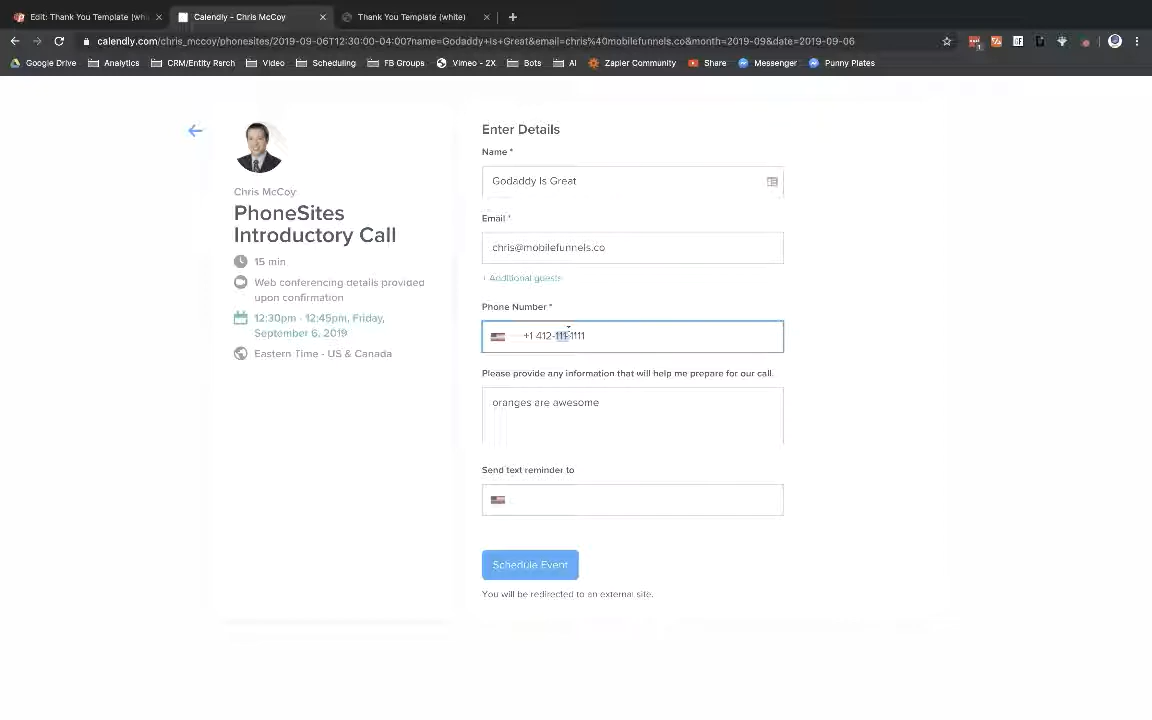 Edit: Thank You Template (whi
Calendly - Chris McCoy
Thank You Template (white)
calendly.com/chris_mccoy/phonesites/2019-09-06T12:30:00-04:00?name=Godaddy+Is+Great&email=chris%40mobilefunnels.co&month=2019-09&date=2019-09-06
Google Drive
Analytics
CRM/Entity Rsrch
Video
Scheduling
FB Groups
Vimeo - 2X
Bots
AI
Zapier Community
Share
Messenger
Punny Plates
Chris McCoy
PhoneSites
Introductory Call
15 min
Web conferencing details provided
upon confirmation
12:30pm - 12:45pm, Friday,
September 6, 2019
Eastern Time - US & Canada
Enter Details
Name *
Godaddy Is Great
Email *
chris@mobilefunnels.co
+ Additional guests
Phone Number *
+1 412-111-1111
Please provide any information that will help me prepare for our call.
oranges are awesome
Send text reminder to
Schedule Event
You will be redirected to an external site.